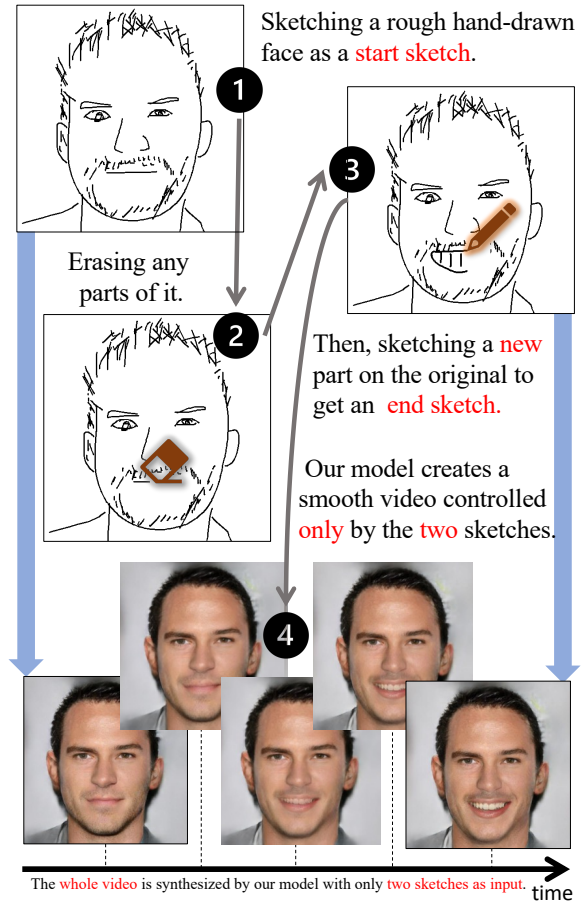 1
Sketching a rough hand-drawn
face as a start sketch.
Erasing any
parts of it.
2
3
Then, sketching a new
part on the original to
get an end sketch.
Our model creates a
smooth video controlled
only by the two sketches.
4
The whole video is synthesized by our model with only two sketches as input.
time